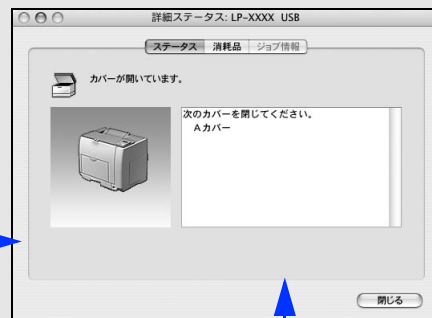 詳細ステータス: LP-XXXX USB
ステータス 消耗品 ジョブ情報
カバーが開いています。
次のカバーを閉じてください。
Aカバー
閉じる